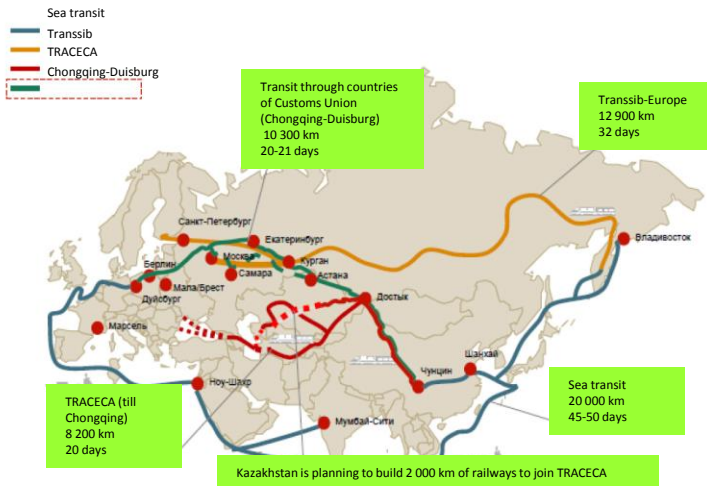 Sea transit
Transsib
TRACECA
Chongqing-Duisburg
Transit through countries
of Customs Union
(Chongqing-Duisburg)
10 300 km
20-21 days
Transsib-Europe
12 900 km
32 days
Санкт-Петербург
Екатеринбург
Владивосток
Москва
Курган
Берлин
Самара
Астана
Мала/Брест
Дуйсбург
Достык
Марсель
Шанхай
Чунцин
Ноу-Шахр
Мумбай-Сити
TRACECA (till
Chongqing)
8 200 km
20 days
Sea transit
20 000 km
45-50 days
Kazakhstan is planning to build 2 000 km of railways to join TRACECA